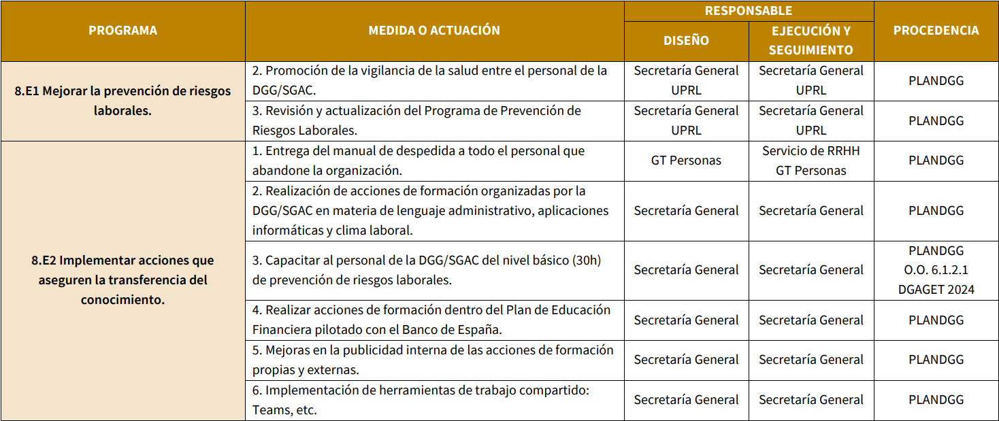 PROGRAMA
MEDIDA O ACTUACIÓN
RESPONSABLE
DISEÑO
EJECUCIÓN Y
SEGUIMIENTO
PROCEDENCIA
8.E1 Mejorar la prevención de riesgos
laborales.
2. Promoción de la vigilancia de la salud entre el personal de la
DGG/SGAC.
Secretaría General
UPRL
Secretaría General
UPRL
PLANDGG
3. Revisión y actualización del Programa de Prevención de
Riesgos Laborales.
Secretaría General
UPRL
Secretaría General
UPRL
PLANDGG
8.E2 Implementar acciones que
aseguren la transferencia del
conocimiento.
1. Entrega del manual de despedida a todo el personal que
abandone la organización.
GT Personas
Servicio de RRHH
GT Personas
PLANDGG
2. Realización de acciones de formación organizadas por la
DGG/SGAC en materia de lenguaje administrativo, aplicaciones
informáticas y clima laboral.
Secretaría General
Secretaría General
PLANDGG
3. Capacitar al personal de la DGG/SGAC del nivel básico (30h)
de prevención de riesgos laborales.
Secretaría General
Secretaría General
PLANDGG
O.O. 6.1.2.1
DGAGET 2024
4. Realizar acciones de formación dentro del Plan de Educación
Financiera pilotado con el Banco de España.
Secretaría General
Secretaría General
PLANDGG
5. Mejoras en la publicidad interna de las acciones de formación
propias y externas.
Secretaría General
Secretaría General
PLANDGG
6. Implementación de herramientas de trabajo compartido:
Teams, etc.
Secretaría General
Secretaría General
PLANDGG